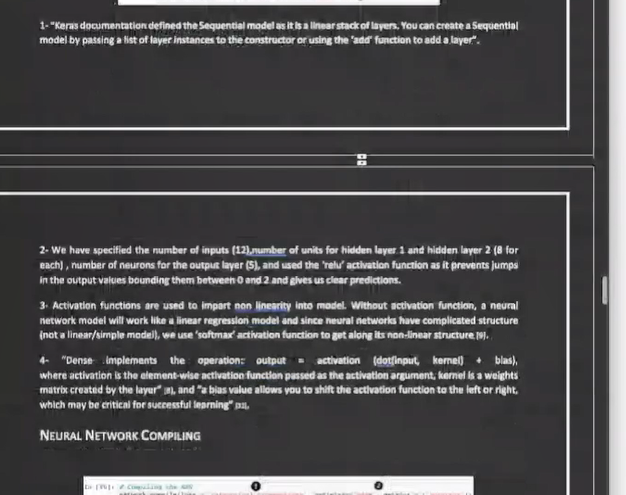 1- "Keras documentation defined the Sequential model as it is a linear stack of layers. You can create a Sequential
model by passing a list of layer instances to the constructor or using the 'add' function to add a layer".
2- We have specified the number of inputs (12),number of units for hidden layer 1 and hidden layer 2 (8 for
each) , number of neurons for the output layer (5), and used the 'relu' activation function as it prevents jumps
in the output values bounding them between 0 and 2 and gives us clear predictions.
3- Activation functions are used to impart non linearity into model. Without activation function, a neural
network model will work like a linear regression model and since neural networks have complicated structure
(not a linear/simple model), we use 'softmax' activation function to get along its non-linear structure [9].
4- "Dense implements the operation: output = activation (dot(input, kernel) + bias),
where activation is the element-wise activation function passed as the activation argument, kernel is a weights
matrix created by the layer" and "a bias value allows you to shift the activation function to the left or right,
which may be critical for successful learning"
NEURAL NETWORK COMPILING
# Compiling the ANN 1 2